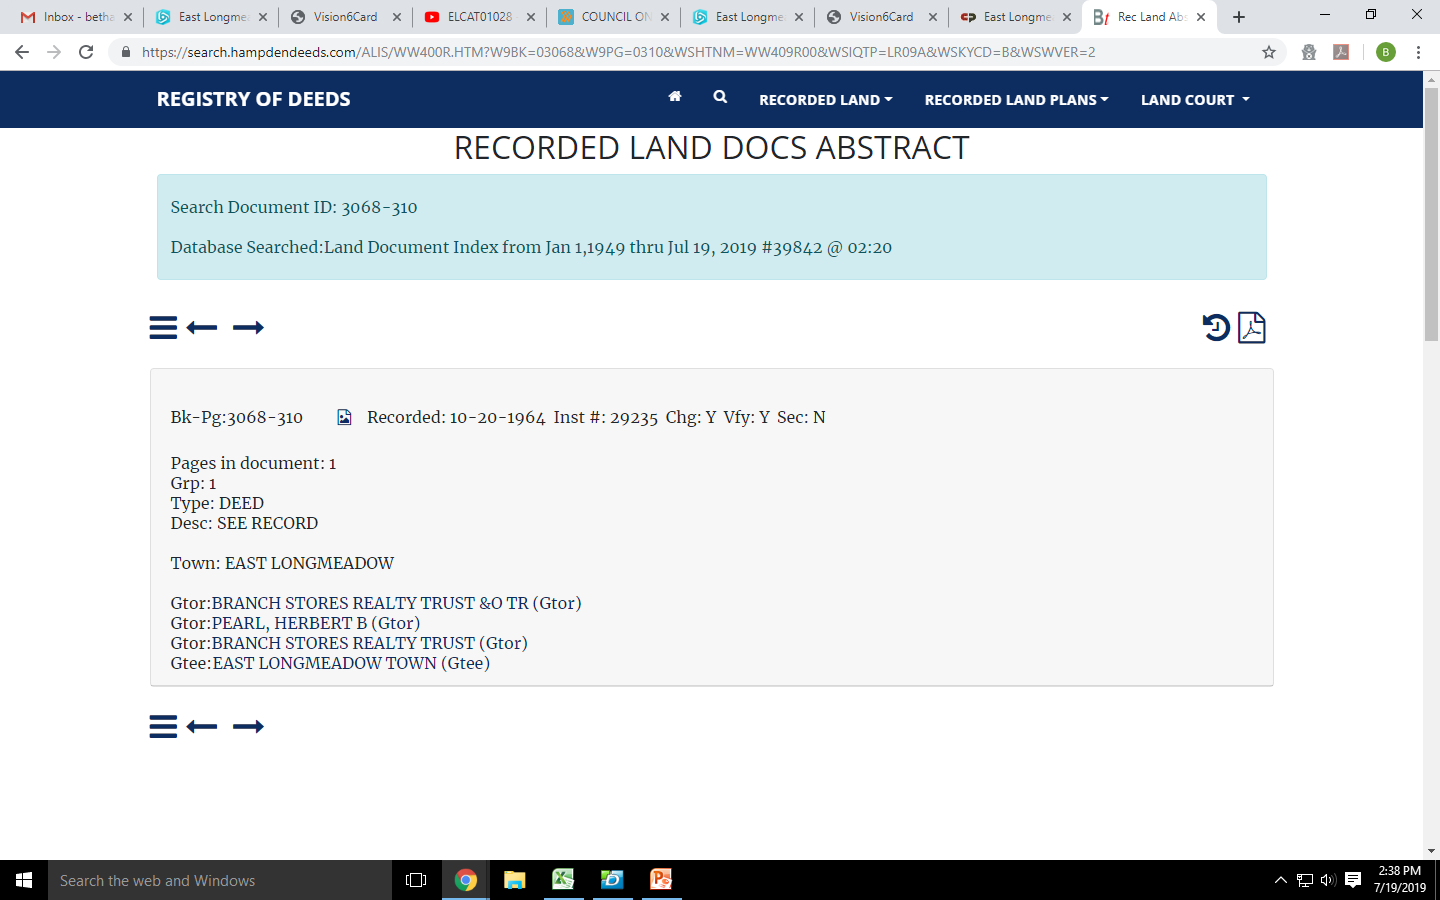 Inbox - betha
East Longme
Vision6Card
ELCAT01028
COUNCIL ON
East Longme
Vision6Card
East Longme
Rec Land Abs
https://search.hampdendeeds.com/ALIS/WW400R.HTM?W9BK=03068&W9PG=0310&WSHTNM=WW409R00&WSIQTP=LR09A&WSKYCD=B&WSWVER=2
B
REGISTRY OF DEEDS
RECORDED LAND
RECORDED LAND PLANS
LAND COURT
RECORDED LAND DOCS ABSTRACT
Search Document ID: 3068-310
Database Searched:Land Document Index from Jan 1,1949 thru Jul 19, 2019 #39842 @ 02:20
Bk-Pg:3068-310 Recorded: 10-20-1964 Inst #: 29235 Chg: Y Vfy: Y Sec: N
Pages in document: 1
Grp: 1
Type: DEED
Desc: SEE RECORD
Town: EAST LONGMEADOW
Gtor:BRANCH STORES REALTY TRUST &O TR (Gtor)
Gtor:PEARL, HERBERT B (Gtor)
Gtor:BRANCH STORES REALTY TRUST (Gtor)
Gtee:EAST LONGMEADOW TOWN (Gtee)
Search the web and Windows
2:38 PM
7/19/2019